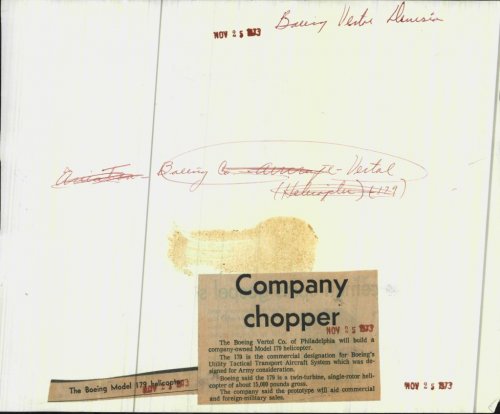 Boeing Vertol Division
NOV 25 1973
Aviation - Boeing Co - Aircraft - Vertol
(Helicopter) (179)
Company
chopper
NOV 25 1973
The Boeing Vertol Co. of Philadelphia will build a
company-owned Model 179 helicopter.
The 179 is the commercial designation for Boeing's
Utility Tactical Transport Aircraft System which was de-
signed for Army consideration.
Boeing said the 179 is a twin-turbine, single-rotor heli-
copter of about 15,000 pounds gross.
The company said the prototype will aid commercial
and foreign-military sales.
The Boeing Model 179 helicopter
NOV 25 1973